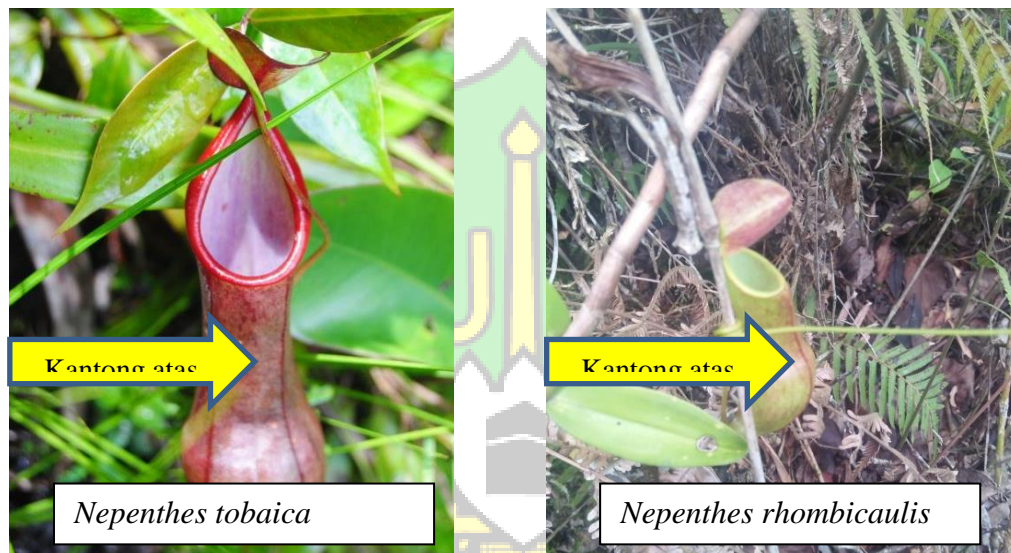 Kantong atas
Kantong atas
Nepenthes tobaica
Nepenthes rhombicaulis